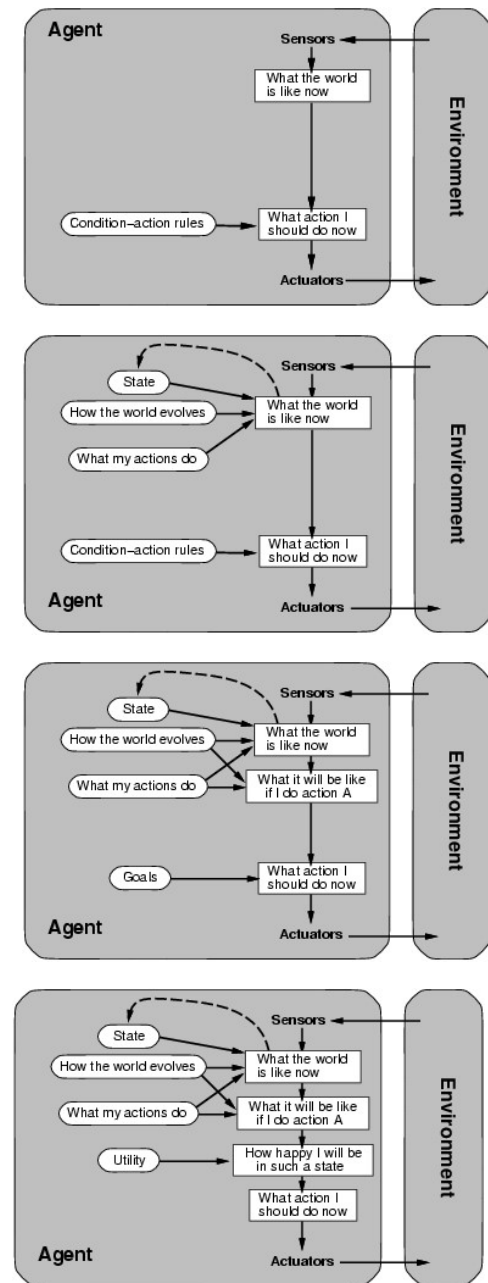 Agent
Sensors
What the world
is like now
Environment
Condition–action rules
What action I
should do now
Actuators
Sensors
State
What the world
is like now
How the world evolves
What my actions do
Environment
Condition–action rules
What action I
should do now
Agent
Actuators
Sensors
State
What the world
is like now
How the world evolves
What my actions do
What it will be like
if I do action A
Environment
Goals
What action I
should do now
Agent
Actuators
Sensors
State
What the world
is like now
How the world evolves
What my actions do
What it will be like
if I do action A
Environment
Utility
How happy I will be
in such a state
What action I
should do now
Agent
Actuators